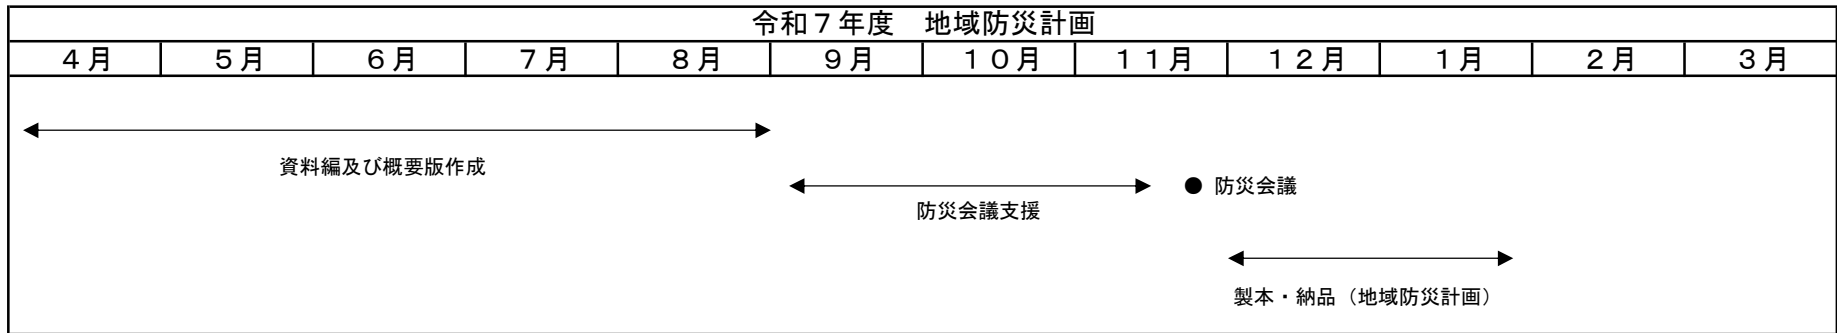 令和７年度　地域防災計画
４月　５月　６月　７月　８月　９月　１０月　１１月　１２月　１月　２月　３月
資料編及び概要版作成
● 防災会議
防災会議支援
製本・納品（地域防災計画）